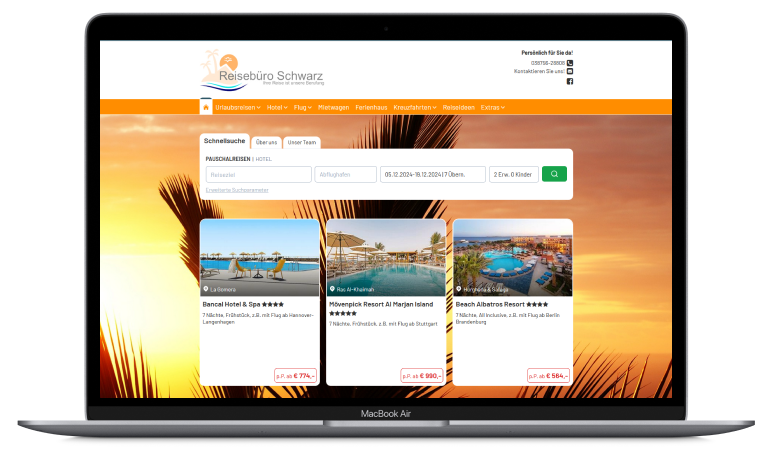 Persönlich für Sie da!
038798-28808
Kontaktieren Sie uns!
Reisebüro Schwarz
Ihre Reise ist unsere Beratung
Urlaubsreisen Hotel Flug Mietwagen Ferienhaus Kreuzfahrten Reiseideen Extras
Schnellsuche Über uns Unser Team
PAUSCHALREISEN | HOTEL
Reiseziel Abflughafen 05.12.2024-19.12.2024 | 7 Übern. 2 Erw. 0 Kinder
Erweiterte Suchparameter
La Gomera Ras Al-Khaimah Hurghada & Safaga
Bancal Hotel & Spa ★★★★ Mövenpick Resort Al Marjan Island Beach Albatros Resort ★★★★
★★★★★
7 Nächte, Frühstück, z.B. mit Flug ab Hannover-Langenhagen
7 Nächte, Frühstück, z.B. mit Flug ab Stuttgart
7 Nächte, All Inclusive, z.B. mit Flug ab Berlin Brandenburg
p.P. ab € 774,- p.P. ab € 990,- p.P. ab € 564,-
MacBook Air